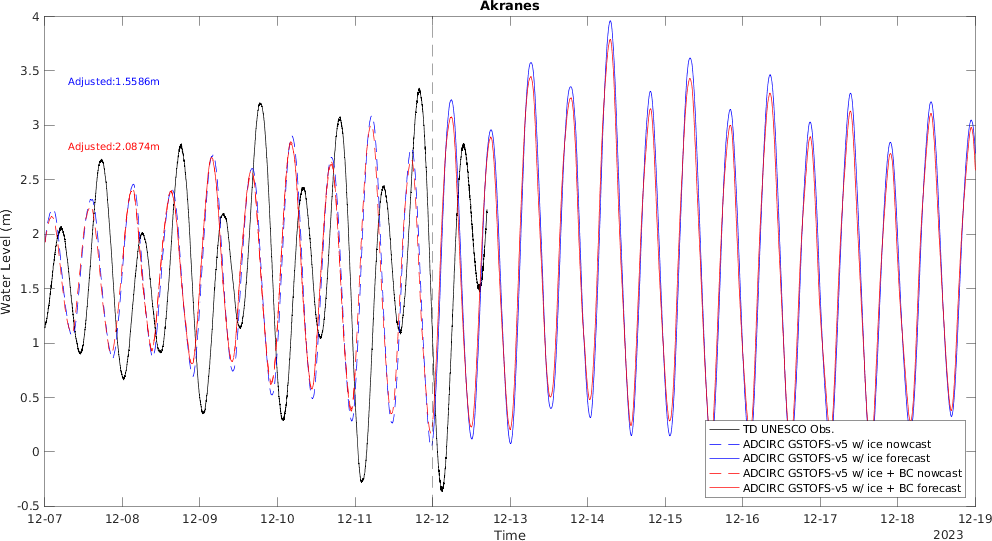 Akranes
4
3.5
3
2.5
2
1.5
1
0.5
0
-0.5
Water Level (m)
Adjusted:1.5586m
Adjusted:2.0874m
TD UNESCO Obs.
ADCIRC GSTOFS-v5 w/ ice nowcast
ADCIRC GSTOFS-v5 w/ ice forecast
ADCIRC GSTOFS-v5 w/ ice + BC nowcast
ADCIRC GSTOFS-v5 w/ ice + BC forecast
12-07 12-08 12-09 12-10 12-11 12-12 12-13 12-14 12-15 12-16 12-17 12-18 12-19
Time
2023